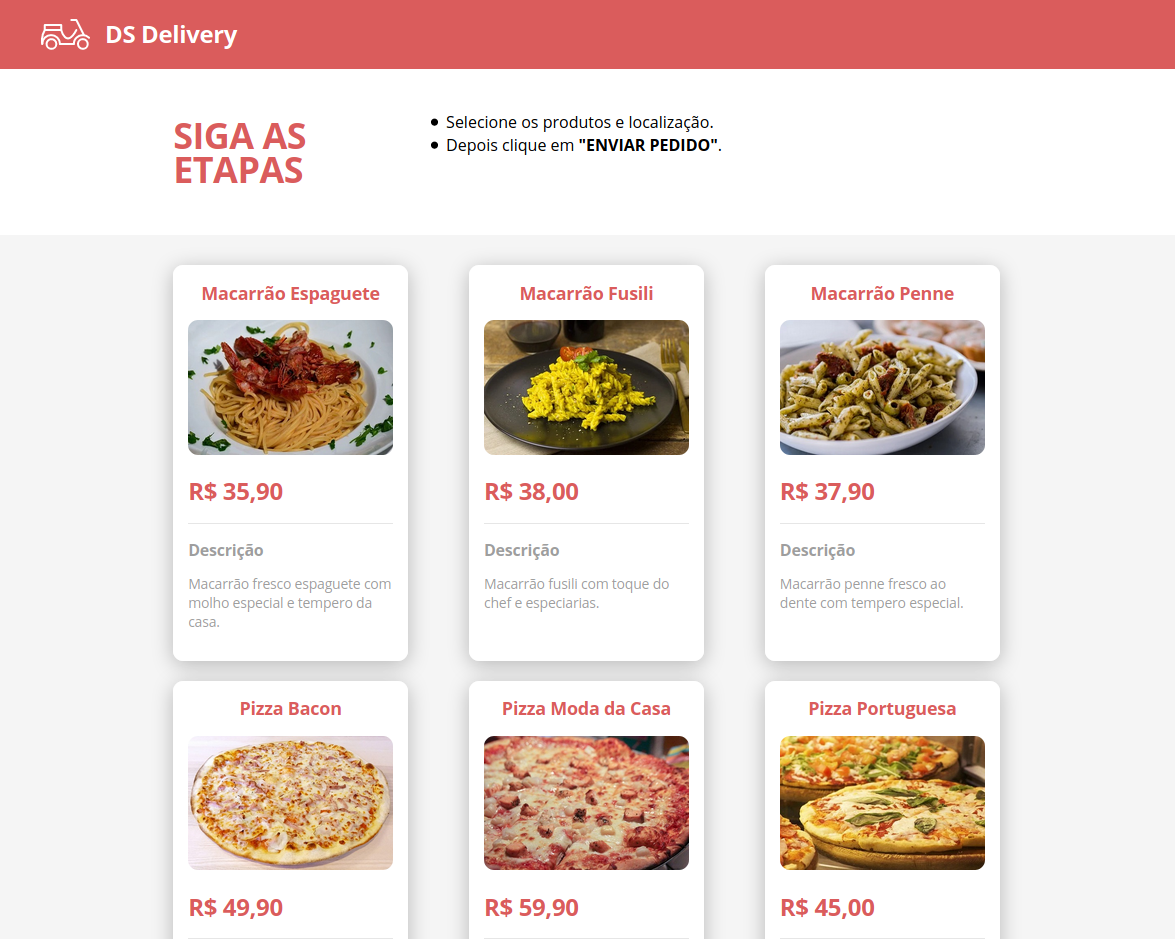 DS Delivery
SIGA AS
ETAPAS
Selecione os produtos e localização.
Depois clique em "ENVIAR PEDIDO".
Macarrão Espaguete
R$ 35,90
Descrição
Macarrão fresco espaguete com
molho especial e tempero da
casa.
Macarrão Fusili
R$ 38,00
Descrição
Macarrão fusili com toque do
chef e especiarias.
Macarrão Penne
R$ 37,90
Descrição
Macarrão penne fresco ao
dente com tempero especial.
Pizza Bacon
R$ 49,90
Pizza Moda da Casa
R$ 59,90
Pizza Portuguesa
R$ 45,00